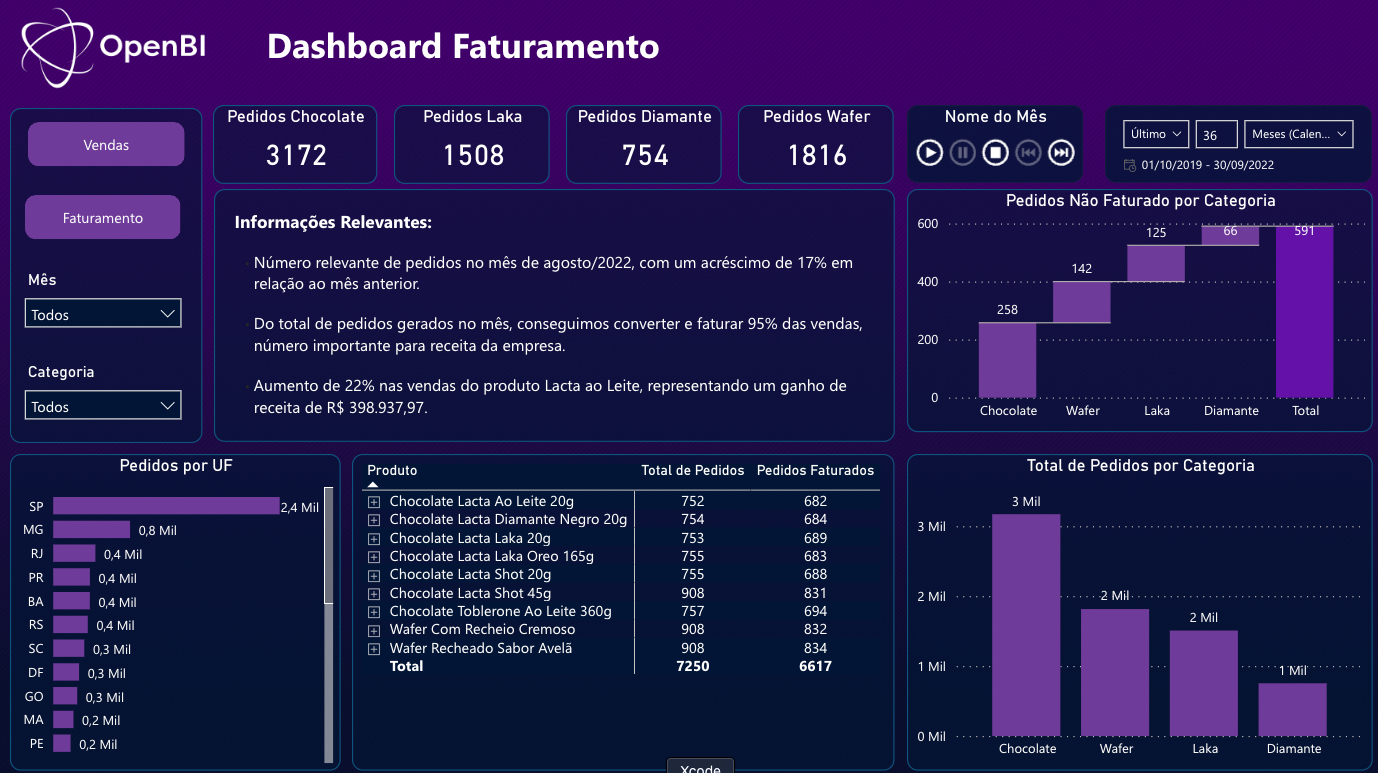 OpenBI
Dashboard Faturamento
Vendas
Faturamento
Mês
Todos
Categoria
Todos
Pedidos Chocolate
3172
Pedidos Laka
1508
Pedidos Diamante
754
Pedidos Wafer
1816
Nome do Mês
Último
36
Meses (Calen...
01/10/2019 - 30/09/2022
Informações Relevantes:
Número relevante de pedidos no mês de agosto/2022, com um acréscimo de 17% em
relação ao mês anterior.
Do total de pedidos gerados no mês, conseguimos converter e faturar 95% das vendas,
número importante para receita da empresa.
Aumento de 22% nas vendas do produto Lacta ao Leite, representando um ganho de
receita de R$ 398.937,97.
Pedidos Não Faturado por Categoria
600
400
200
0
258
142
125
66
591
Chocolate Wafer Laka Diamante Total
Pedidos por UF
SP 2,4 Mil
MG 0,8 Mil
RJ 0,4 Mil
PR 0,4 Mil
BA 0,4 Mil
RS 0,4 Mil
SC 0,3 Mil
DF 0,3 Mil
GO 0,3 Mil
MA 0,2 Mil
PE 0,2 Mil
Produto Total de Pedidos Pedidos Faturados
Chocolate Lacta Ao Leite 20g 752 682
Chocolate Lacta Diamante Negro 20g 754 684
Chocolate Lacta Laka 20g 753 689
Chocolate Lacta Laka Oreo 165g 755 683
Chocolate Lacta Shot 20g 755 688
Chocolate Lacta Shot 45g 908 831
Chocolate Toblerone Ao Leite 360g 757 694
Wafer Com Recheio Cremoso 908 832
Wafer Recheado Sabor Avelã 908 834
Total 7250 6617
Total de Pedidos por Categoria
3 Mil
2 Mil
1 Mil
0 Mil
3 Mil
2 Mil
2 Mil
1 Mil
Chocolate Wafer Laka Diamante
Xcode